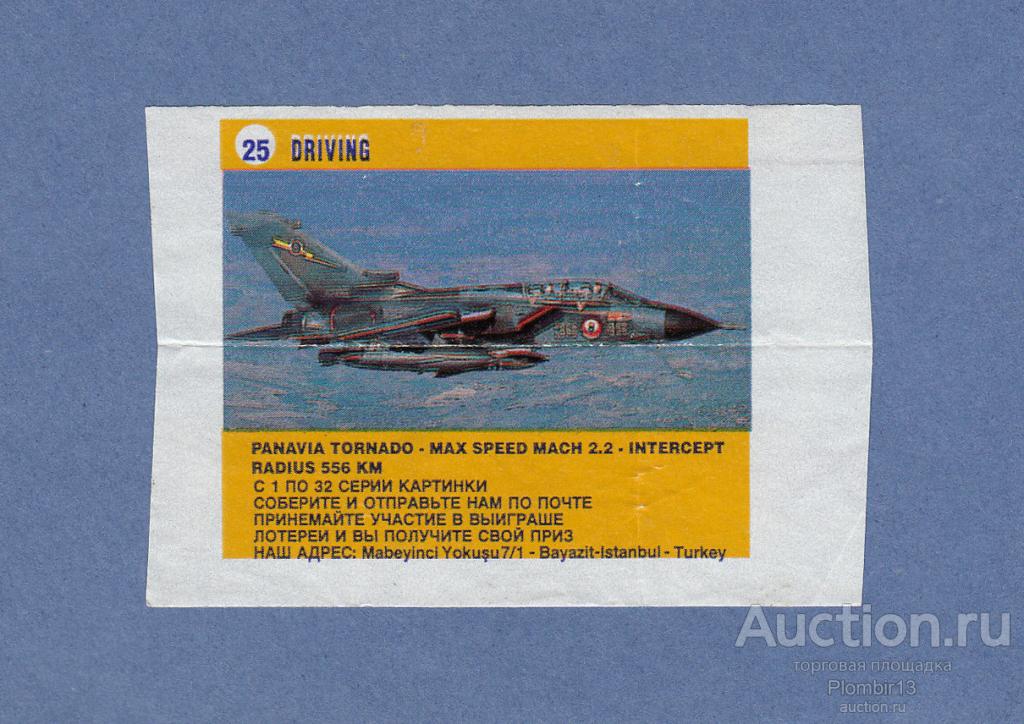 25 DRIVING
PANAVIA TORNADO - MAX SPEED MACH 2.2 - INTERCEPT
RADIUS 556 KM
С 1 ПО 32 СЕРИИ КАРТИНКИ
СОБЕРИТЕ И ОТПРАВЬТЕ НАМ ПО ПОЧТЕ
ПРИНЕМАЙТЕ УЧАСТИЕ В ВЫИГРАШЕ
ЛОТЕРЕИ И ВЫ ПОЛУЧИТЕ СВОЙ ПРИЗ
НАШ АДРЕС: Mabeyinci Yokuşu 7/1 - Bayazit-Istanbul - Turkey
Auction.ru
торговая площадка
Plombir13
auction.ru